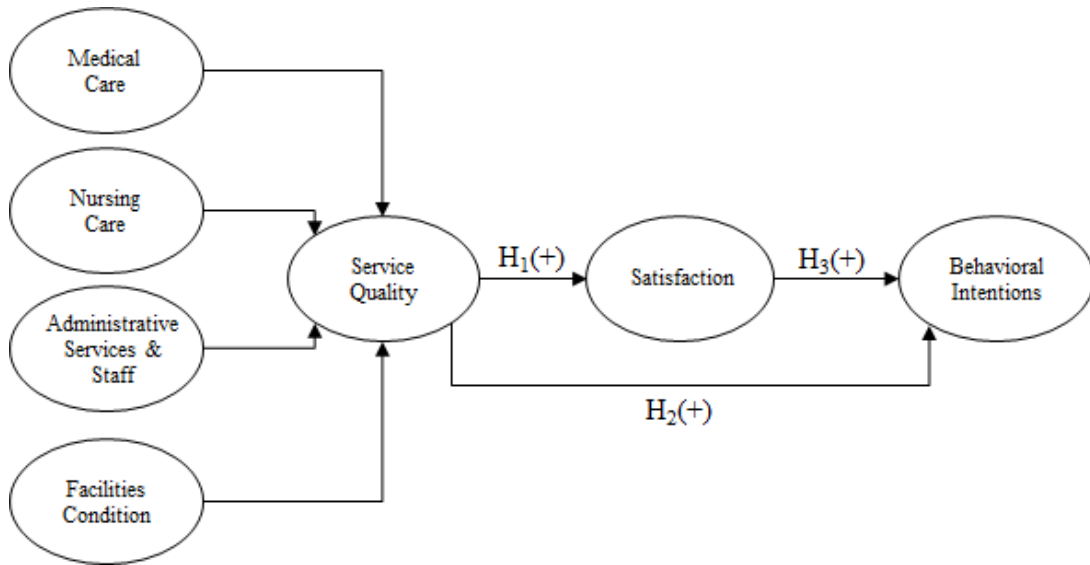 Medical
Care
Nursing
Care
Administrative
Services &
Staff
Facilities
Condition
Service
Quality
H₁(+)
Satisfaction
H₃(+)
Behavioral
Intentions
H₂(+)